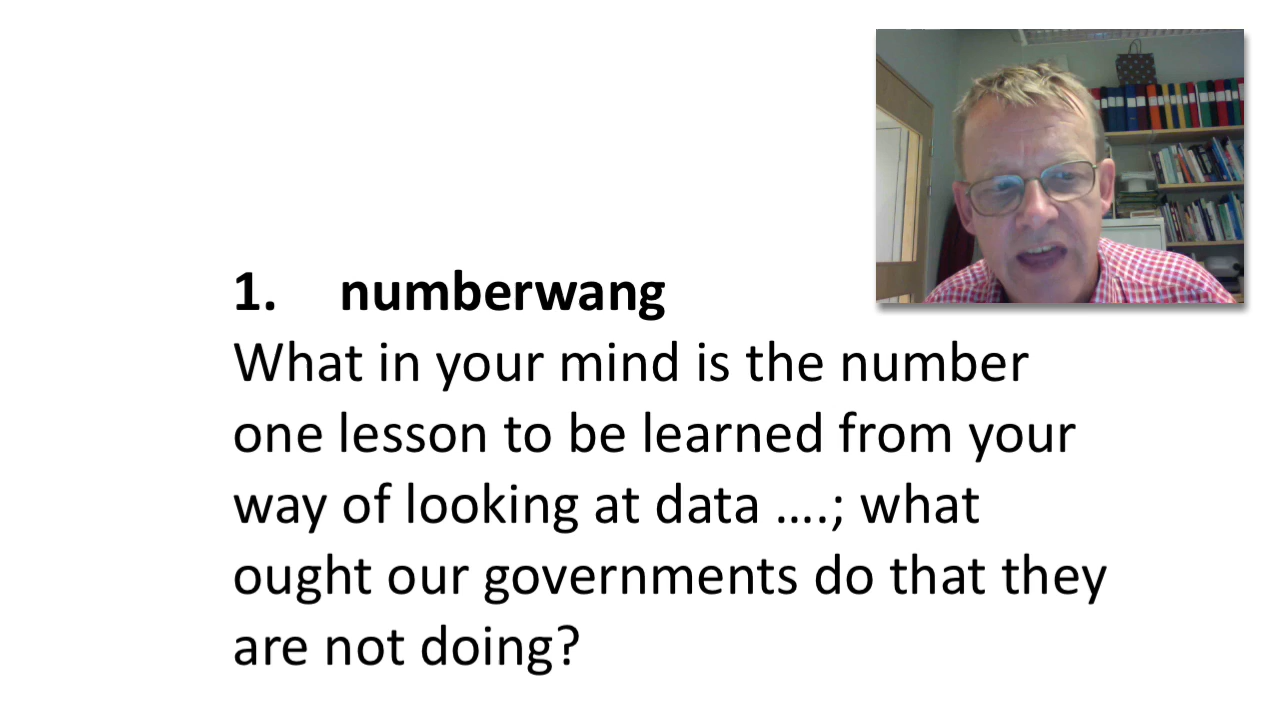 1. numberwang
What in your mind is the number
one lesson to be learned from your
way of looking at data ....; what
ought our governments do that they
are not doing?